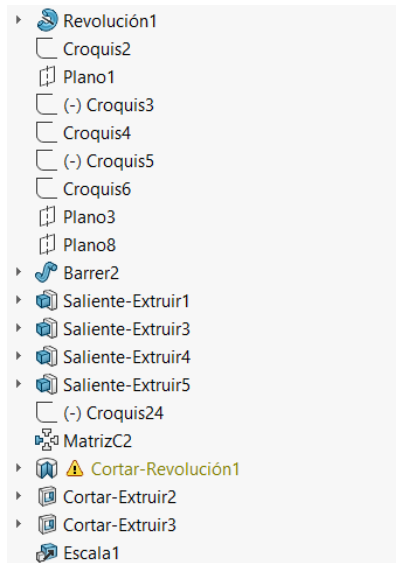 Revolución1
Croquis2
Plano1
(-) Croquis3
Croquis4
(-) Croquis5
Croquis6
Plano3
Plano8
Barrer2
Saliente-Extruir1
Saliente-Extruir3
Saliente-Extruir4
Saliente-Extruir5
(-) Croquis24
MatrizC2
Cortar-Revolución1
Cortar-Extruir2
Cortar-Extruir3
Escala1